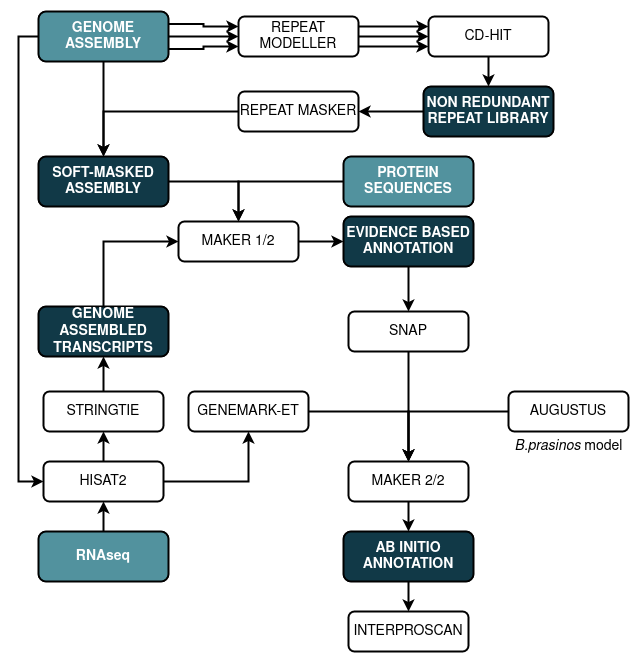 GENOME
ASSEMBLY
REPEAT
MODELLER
CD-HIT
REPEAT MASKER
NON REDUNDANT
REPEAT LIBRARY
SOFT-MASKED
ASSEMBLY
PROTEIN
SEQUENCES
MAKER 1/2
EVIDENCE BASED
ANNOTATION
GENOME
ASSEMBLED
TRANSCRIPTS
SNAP
STRINGTIE
GENEMARK-ET
AUGUSTUS
B.prasinos model
HISAT2
MAKER 2/2
RNAseq
AB INITIO
ANNOTATION
INTERPROSCAN